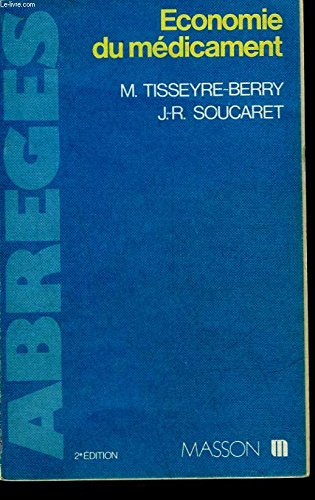 Le-livre.com
Economie
du médicament
M. TISSEYRE-BERRY
J.-R. SOUCARET
ABREGES
2e ÉDITION
MASSON